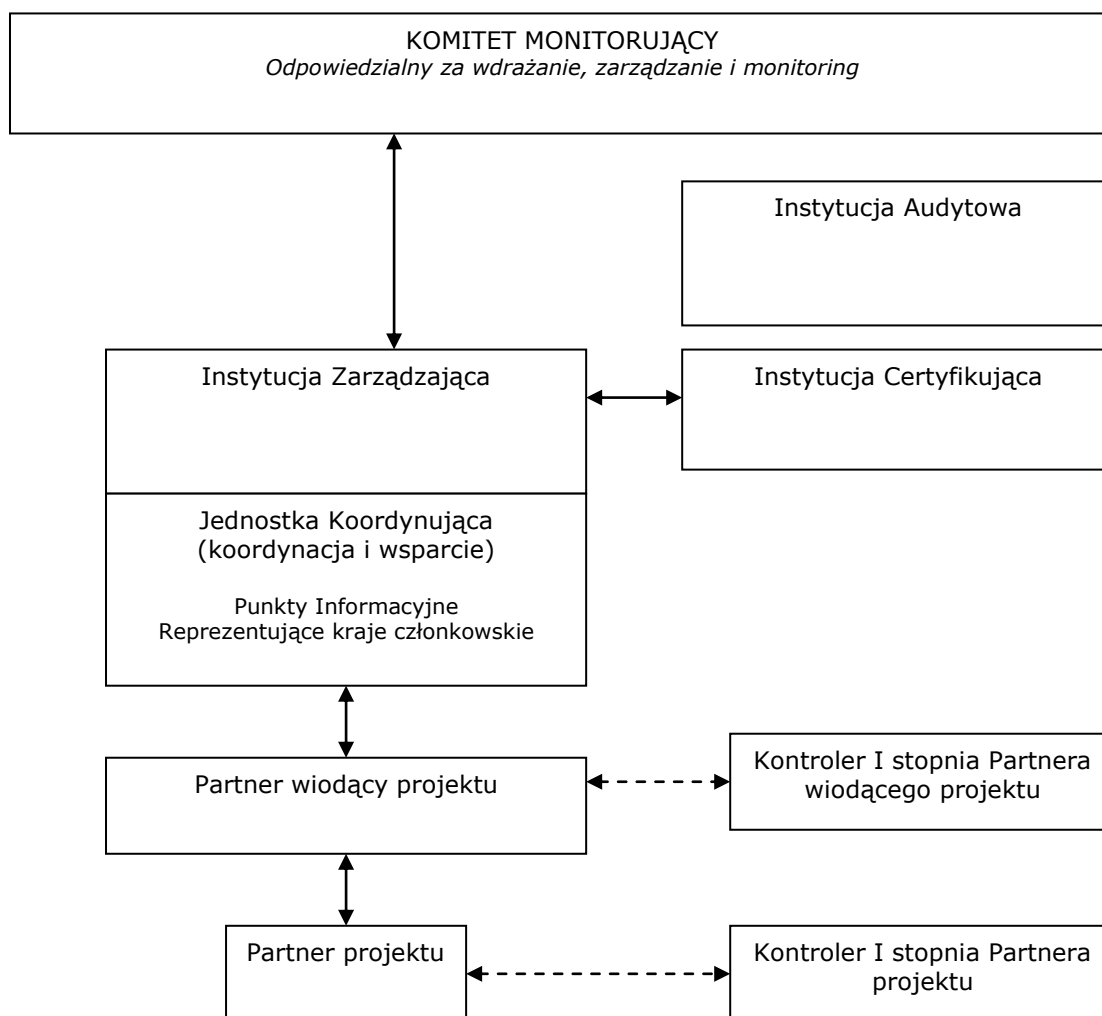 KOMITET MONITORUJĄCY
Odpowiedzialny za wdrażanie, zarządzanie i monitoring
Instytucja Audytowa
Instytucja Zarządzająca
Instytucja Certyfikująca
Jednostka Koordynująca
(koordynacja i wsparcie)
Punkty Informacyjne
Reprezentujące kraje członkowskie
Partner wiodący projektu
Kontroler I stopnia Partnera
wiodącego projektu
Partner projektu
Kontroler I stopnia Partnera
projektu